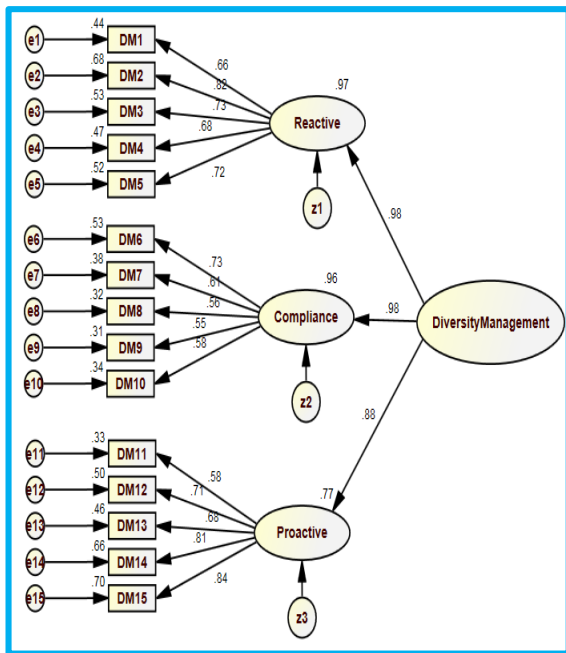 .44
e1 DM1
.66
.68
e2 DM2
.82
.97
.53
e3 DM3
.73
Reactive
.47
e4 DM4
.68
.52
e5 DM5
.72
z1
.98
.53
e6 DM6
.73
.38
e7 DM7
.61
.96
.32
e8 DM8
.56
Compliance
.98
DiversityManagement
.31
e9 DM9
.55
.34
e10 DM10
.58
z2
.88
.33
e11 DM11
.58
.50
e12 DM12
.71
.77
.46
e13 DM13
.68
Proactive
.66
e14 DM14
.81
.70
e15 DM15
.84
z3